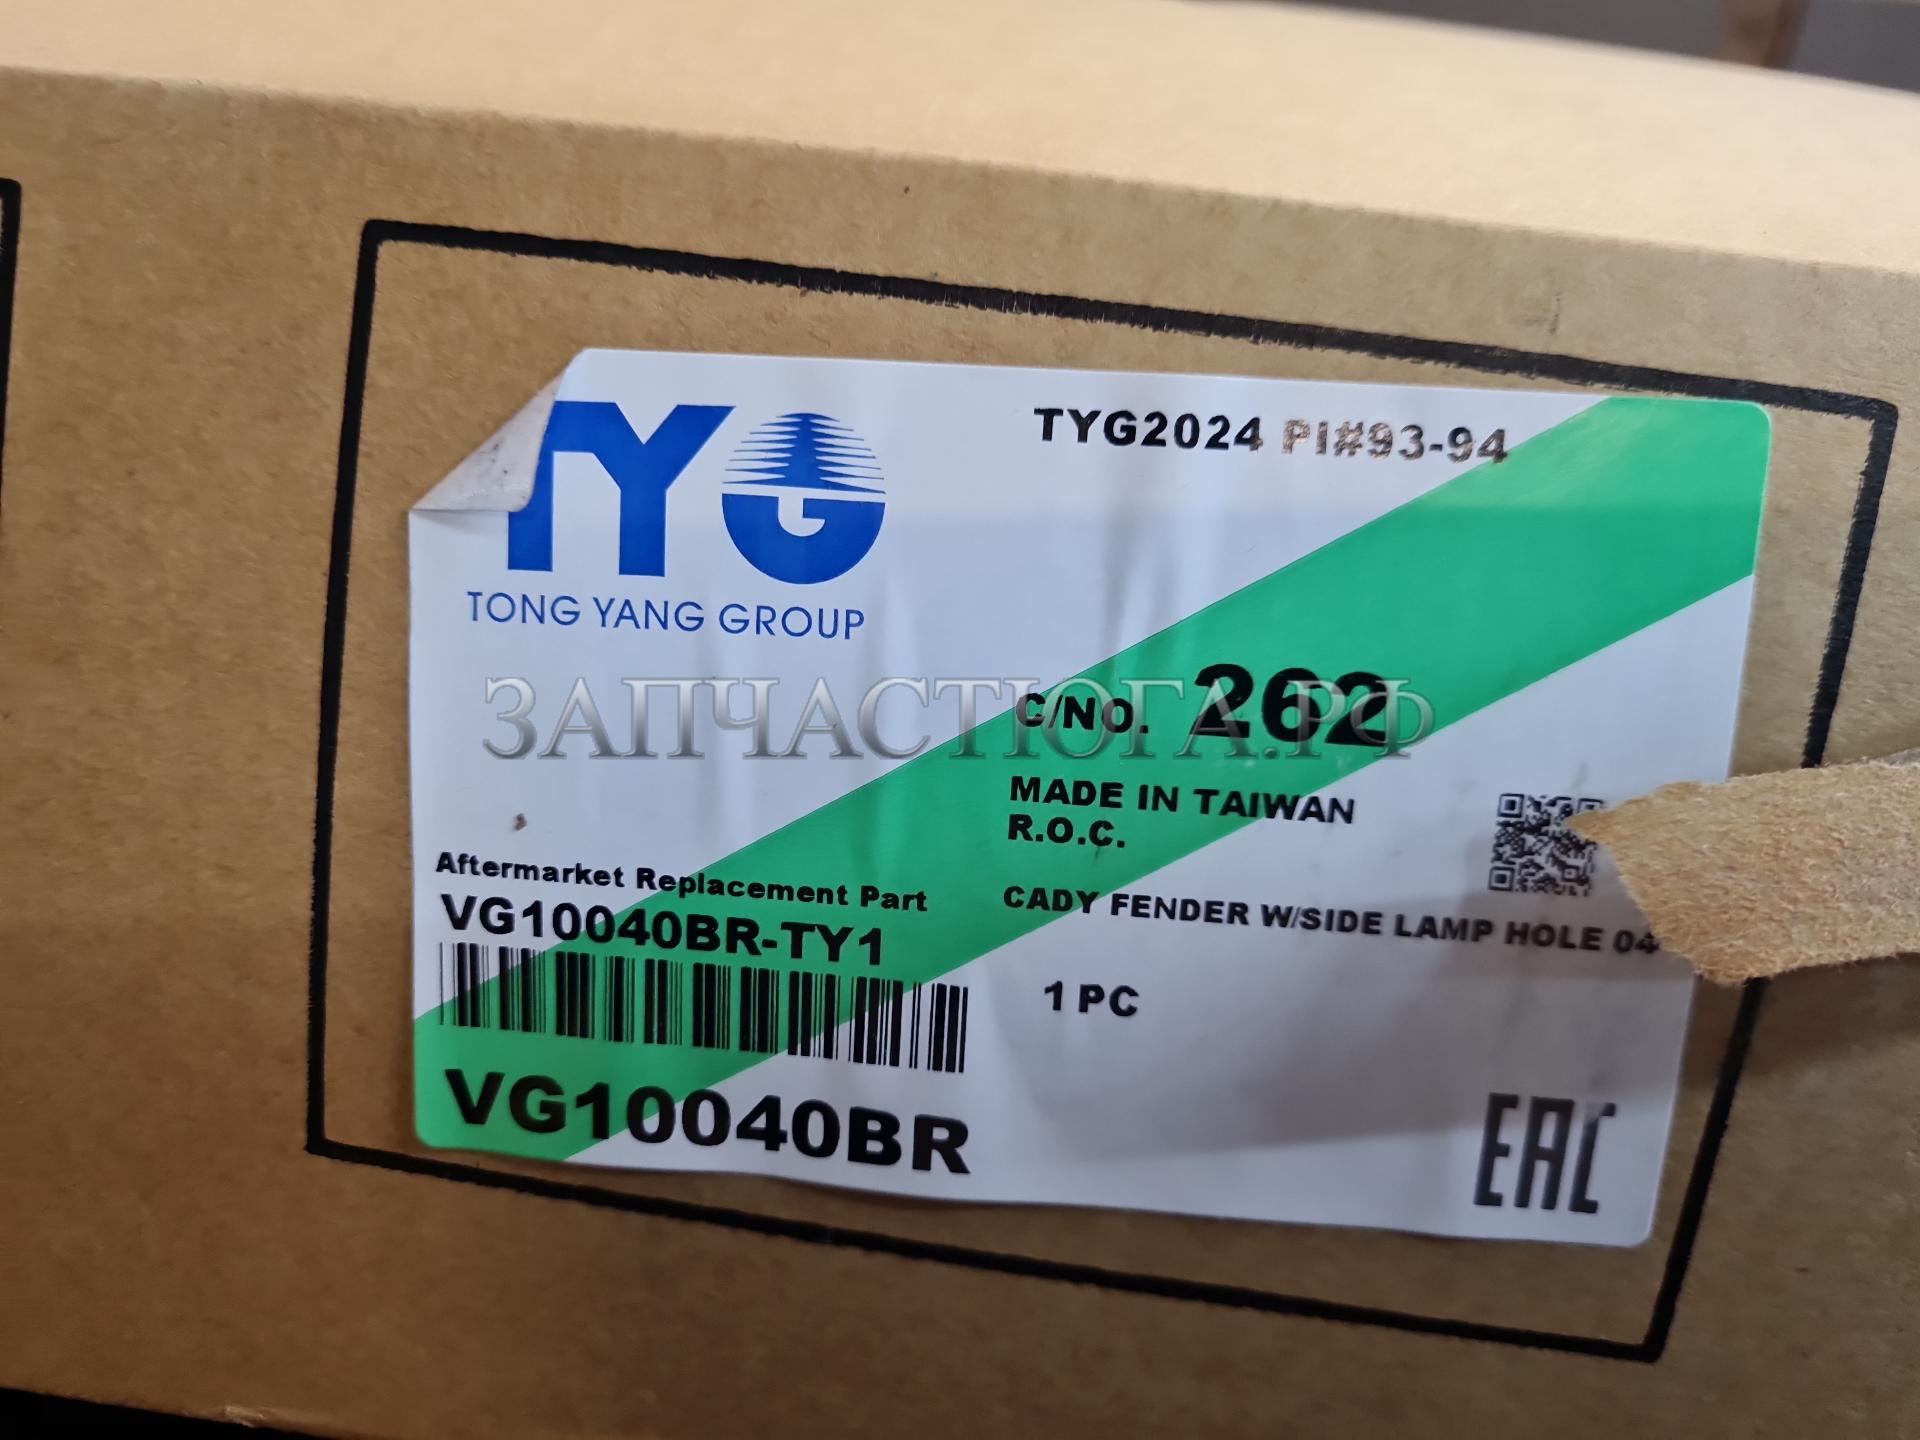 TYG
TYG2024 PI#93-94
TONG YANG GROUP
ЗАПЧАСТЮГА.РФ
C/NO. 262
MADE IN TAIWAN
R.O.C.
Aftermarket Replacement Part
CADY FENDER W/SIDE LAMP HOLE 04
VG10040BR-TY1
1 PC
VG10040BR
EAC